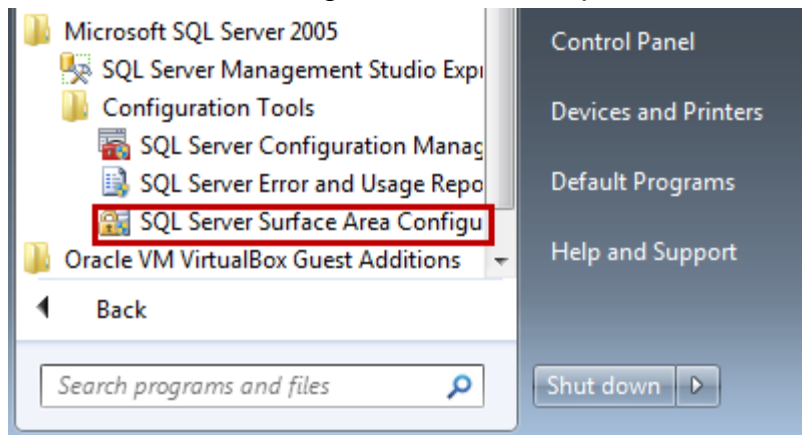 Microsoft SQL Server 2005
SQL Server Management Studio Expr
Configuration Tools
SQL Server Configuration Manag
SQL Server Error and Usage Repo
SQL Server Surface Area Configu
Oracle VM VirtualBox Guest Additions
Back
Search programs and files
Control Panel
Devices and Printers
Default Programs
Help and Support
Shut down